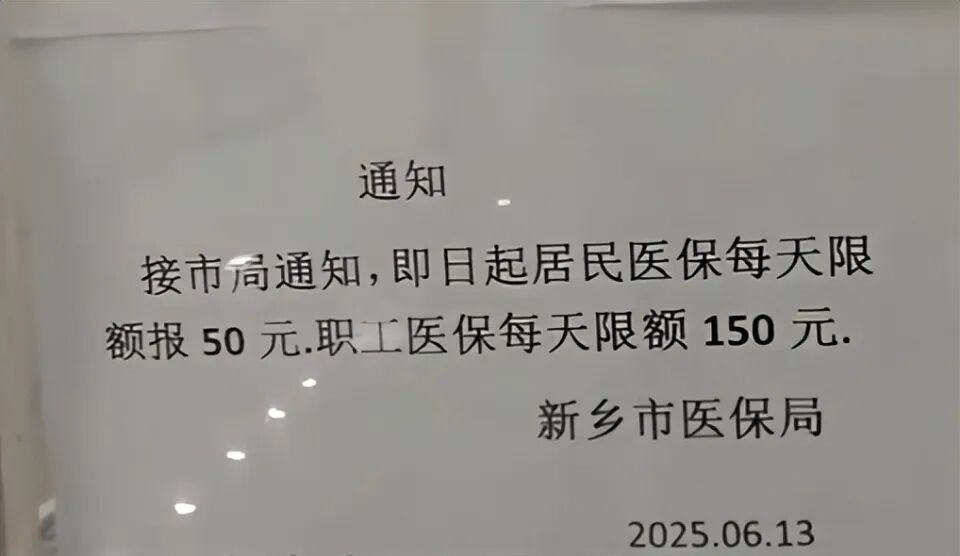 通知
接市局通知,即日起居民医保每天限
额报 50 元.职工医保每天限额 150 元.
新乡市医保局
2025.06.13